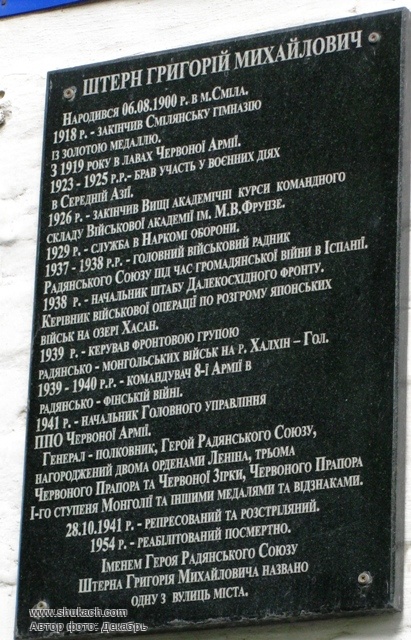 ШТЕРН ГРИГОРІЙ МИХАЙЛОВИЧ
НАРОДИВСЯ 06.08.1900 Р. В М.СМІЛА.
1918 Р. - ЗАКІНЧИВ СМІЛЯНСЬКУ ГІМНАЗІЮ
ІЗ ЗОЛОТОЮ МЕДАЛЛЮ.
З 1919 РОКУ В ЛАВАХ ЧЕРВОНОЇ АРМІЇ.
1923 - 1925 Р.Р.- БРАВ УЧАСТЬ У ВОЄННИХ ДІЯХ
В СЕРЕДНІЙ АЗІЇ.
1926 Р. - ЗАКІНЧИВ ВИЩІ АКАДЕМІЧНІ КУРСИ КОМАНДНОГО
СКЛАДУ ВІЙСЬКОВОЇ АКАДЕМІЇ ІМ. М.В.ФРУНЗЕ.
1929 Р. - СЛУЖБА В НАРКОМІ ОБОРОНИ.
1937 - 1938 Р.Р. - ГОЛОВНИЙ ВІЙСЬКОВИЙ РАДНИК
РАДЯНСЬКОГО СОЮЗУ ПІД ЧАС ГРОМАДЯНСЬКОЇ ВІЙНИ В ІСПАНІЇ.
1938 Р. - НАЧАЛЬНИК ШТАБУ ДАЛЕКОСХІДНОГО ФРОНТУ.
КЕРІВНИК ВІЙСЬКОВОЇ ОПЕРАЦІЇ ПО РОЗГРОМУ ЯПОНСЬКИХ
ВІЙСЬК НА ОЗЕРІ ХАСАН.
1939 Р. - КЕРУВАВ ФРОНТОВОЮ ГРУПОЮ
РАДЯНСЬКО - МОНГОЛЬСЬКИХ ВІЙСЬК НА Р. ХАЛХІН – ГОЛ.
1939 - 1940 Р.Р. - КОМАНДУВАЧ 8-Ї АРМІЇ В
РАДЯНСЬКО - ФІНСЬКІЙ ВІЙНІ.
1941 Р. - НАЧАЛЬНИК ГОЛОВНОГО УПРАВЛІННЯ
ППО ЧЕРВОНОЇ АРМІЇ.
ГЕНЕРАЛ - ПОЛКОВНИК, ГЕРОЙ РАДЯНСЬКОГО СОЮЗУ,
НАГОРОДЖЕНИЙ ДВОМА ОРДЕНАМИ ЛЕНІНА, ТРЬОМА
ЧЕРВОНОГО ПРАПОРА ТА ЧЕРВОНОЇ ЗІРКИ, ЧЕРВОНОГО ПРАПОРА
І-ГО СТУПЕНЯ МОНГОЛІЇ ТА ІНШИМИ МЕДАЛЯМИ ТА ВІДЗНАКАМИ.
28.10.1941 Р. - РЕПРЕСОВАНИЙ ТА РОЗСТРІЛЯНИЙ.
1954 Р. - РЕАБІЛІТОВАНИЙ ПОСМЕРТНО.
ІМЕНЕМ ГЕРОЯ РАДЯНСЬКОГО СОЮЗУ
ШТЕРНА ГРИГОРІЯ МИХАЙЛОВИЧА НАЗВАНО
ОДНУ З ВУЛИЦЬ МІСТА.
www.shukach.com
Автор фото: Декабрь